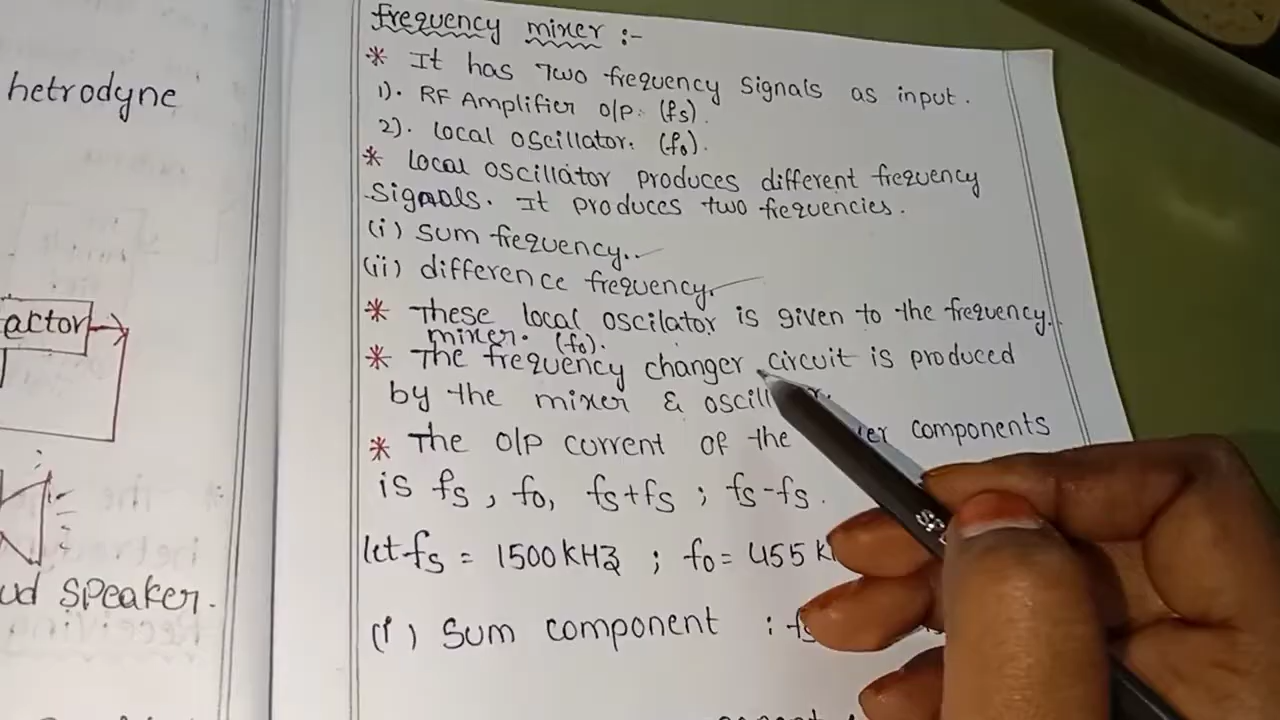 hetrodyne
actor
ud speaker.
frequency mixer :-
* It has Two frequency signals as input.
1). RF Amplifier O/P. (fs).
2). Local oscillator. (fo).
* Local oscillator produces different frequency
signals. It produces two frequencies.
(i) sum frequency.
(ii) difference frequency.
* These local oscilator is given to the frequency.
mixer. (fo).
* The frequency changer circuit is produced
by the mixer & 
* The O/P current of the components
is fs, fo, fs+fs ; fs-fs.
let fs = 1500 KHz ; fo = 455
(i) Sum component :